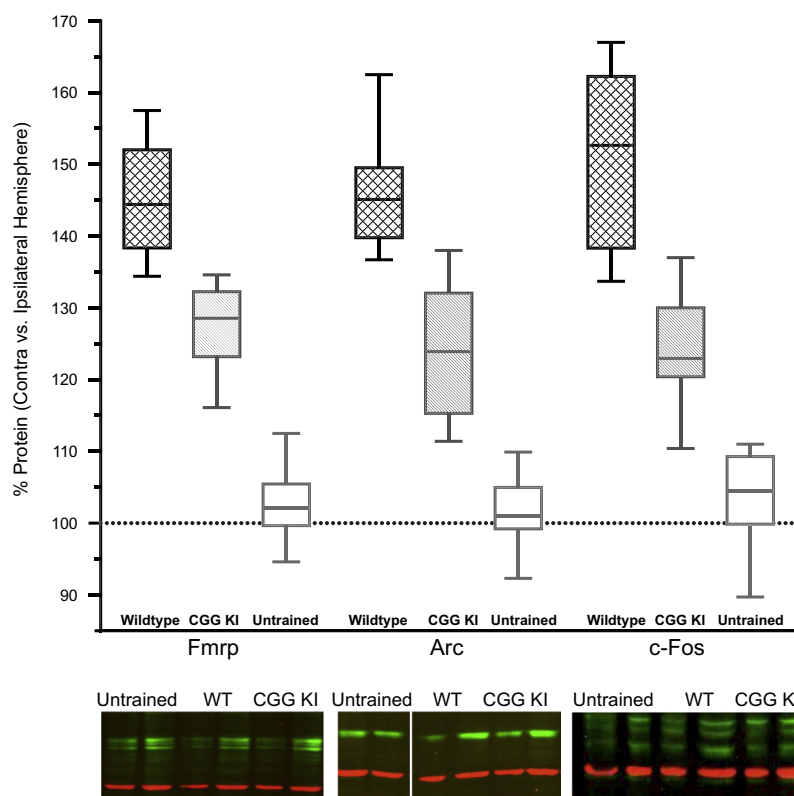 170
160
150
140
130
120
110
100
90
% Protein (Contra vs. Ipsilateral Hemisphere)
Wildtype CGG KI Untrained Wildtype CGG KI Untrained Wildtype CGG KI Untrained
Fmrp Arc c-Fos
Untrained WT CGG KI Untrained WT CGG KI Untrained WT CGG KI